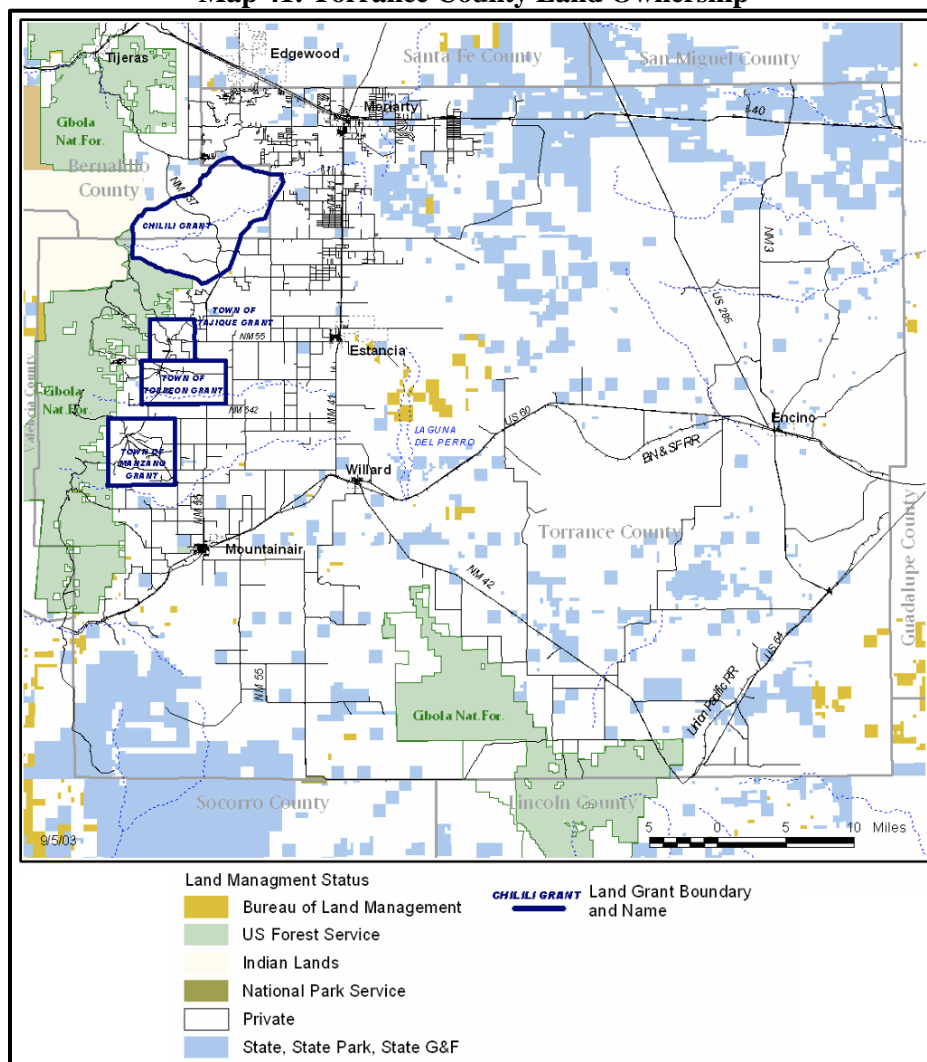 Map 41: Torrance County Land Ownership
Tijeras
Edgewood
Santa Fe County
San Miguel County
Cibola
Nat.For.
Moriarty
I-40
Bernalillo
County
NM 337
NM 41
CHILILI GRANT
NM 3
US 285
TOWN OF
TAJIQUE GRANT
NM 55
Estancia
Valencia County
Cibola
Nat.For.
TOWN OF
TORREON GRANT
NM 542
NM 41
LAGUNA
DEL PERRO
US 60
Encino
BN & SF RR
TOWN OF
MANZANO
GRANT
Willard
NM 55
Mountainair
Torrance County
Guadalupe County
NM 42
US 54
NM 55
Cibola Nat.For.
Union Pacific RR
Socorro County
Lincoln County
9/5/03
5 0 5 10 Miles
Land Managment Status
Bureau of Land Management
US Forest Service
Indian Lands
National Park Service
Private
State, State Park, State G&F
CHILILI GRANT Land Grant Boundary
and Name